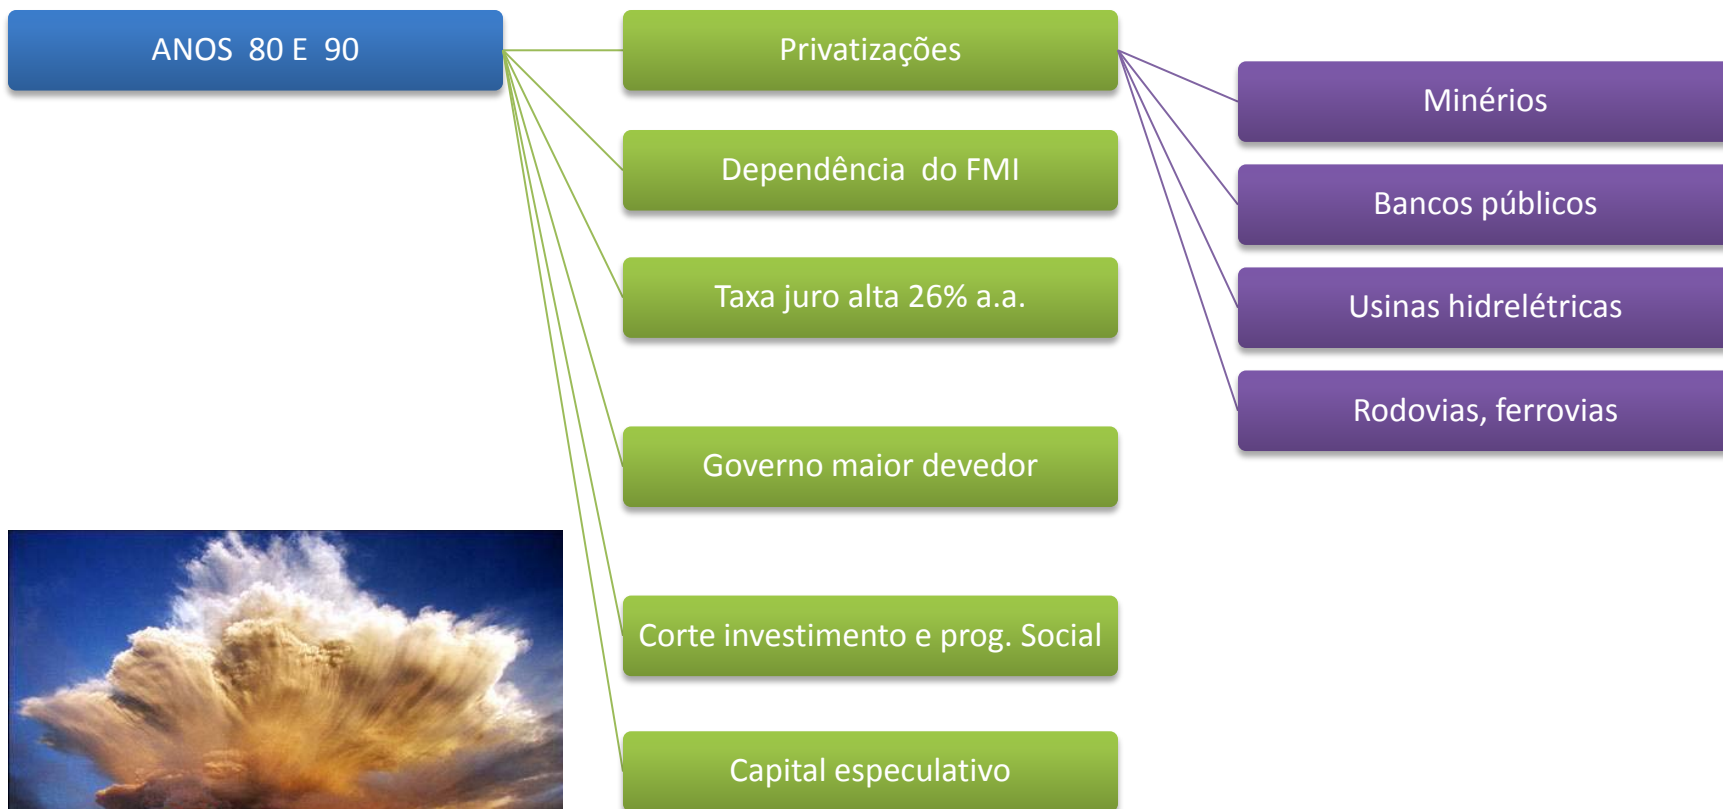 ANOS 80 E 90
Privatizações
Minérios
Bancos públicos
Usinas hidrelétricas
Rodovias, ferrovias
Dependência do FMI
Taxa juro alta 26% a.a.
Governo maior devedor
Corte investimento e prog. Social
Capital especulativo